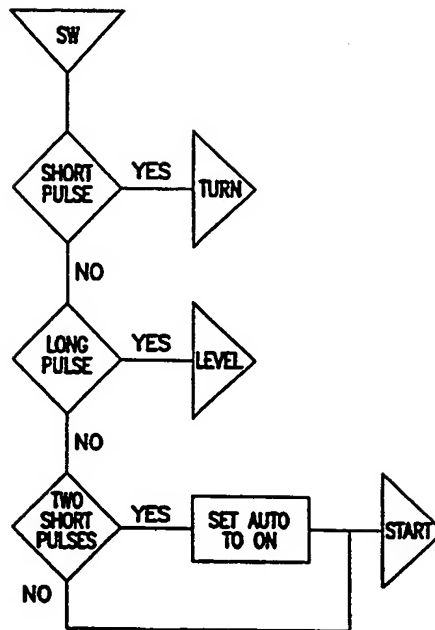 SW
SHORT
PULSE
YES
TURN
NO
LONG
PULSE
YES
LEVEL
NO
TWO
SHORT
PULSES
YES
SET AUTO
TO ON
START
NO